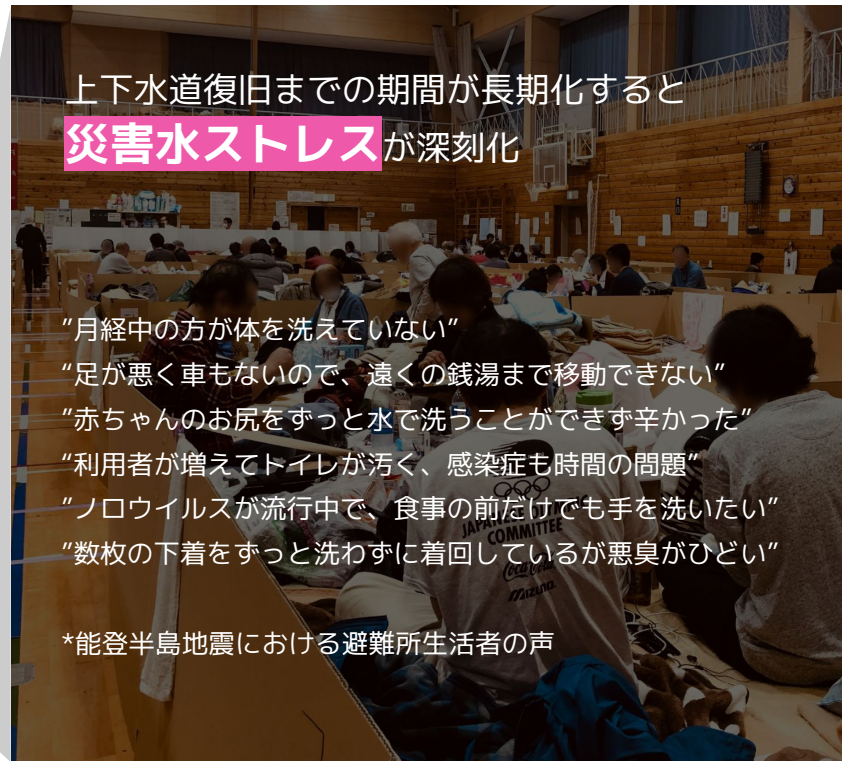 上下水道復旧までの期間が長期化すると
災害水ストレスが深刻化
”月経中の方が体を洗えていない”
“足が悪く車もないので、遠くの銭湯まで移動できない”
”赤ちゃんのお尻をずっと水で洗うことができず辛かった”
“利用者が増えてトイレが汚く、感染症も時間の問題”
”ノロウイルスが流行中で、食事の前だけでも手を洗いたい”
”数枚の下着をずっと洗わずに着回しているが悪臭がひどい”
*能登半島地震における避難所生活者の声
JAPANESE OLYMPIC
COMMITTEE
Coca-Cola
MIZUNO